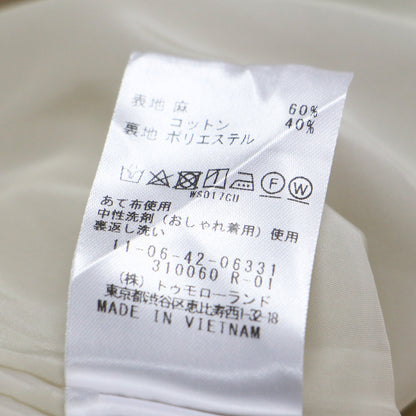 表地 麻 60%
コットン 40%
裏地 ポリエステル
F W
WS017CU
あて布使用
中性洗剤(おしゃれ着用)使用
裏返し洗い
11-06-42-06331
310060 R-01
(株)トゥモローランド
東京都渋谷区恵比寿西1-32-18
MADE IN VIETNAM